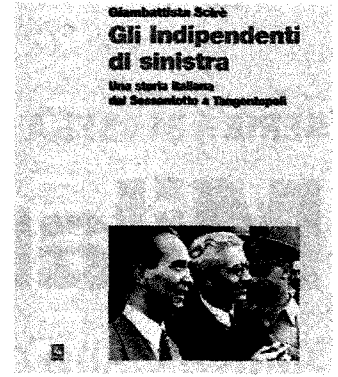 Giambattista Scirè
Gli Indipendenti
di sinistra
Una storia italiana
dal Sessantotto a Tangentopoli